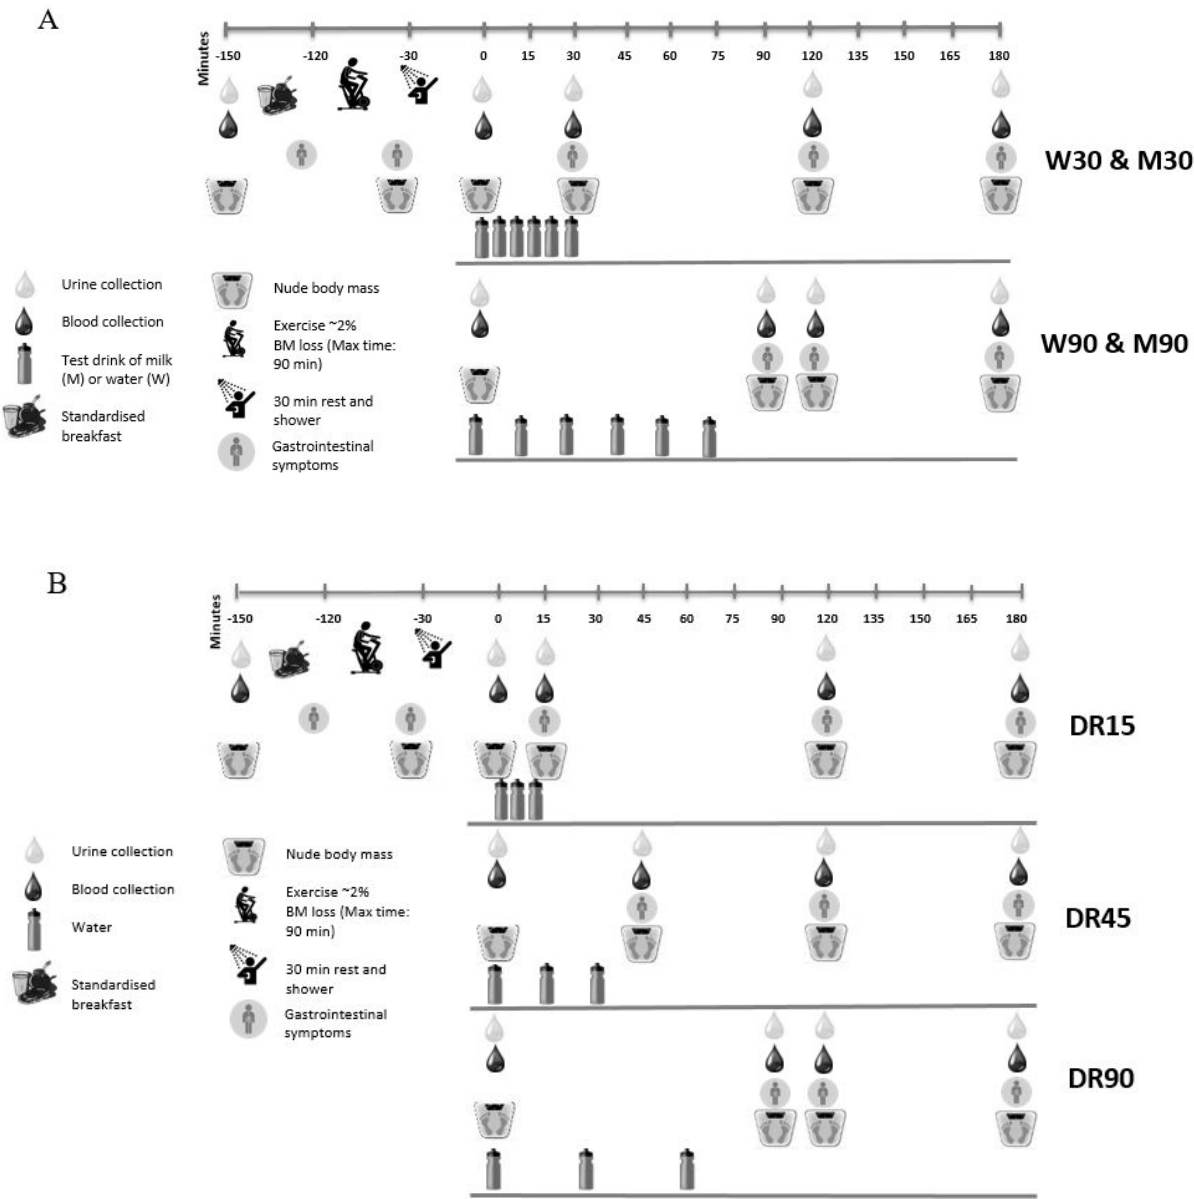 A
Minutes
-150 -120 -30 0 15 30 45 60 75 90 120 135 150 165 180
W30 & M30
Urine collection
Blood collection
Test drink of milk
(M) or water (W)
Standardised
breakfast
Nude body mass
Exercise ~2%
BM loss (Max time:
90 min)
30 min rest and
shower
Gastrointestinal
symptoms
W90 & M90
B
Minutes
-150 -120 -30 0 15 30 45 60 75 90 120 135 150 165 180
DR15
Urine collection
Blood collection
Water
Standardised
breakfast
Nude body mass
Exercise ~2%
BM loss (Max time:
90 min)
30 min rest and
shower
Gastrointestinal
symptoms
DR45
DR90